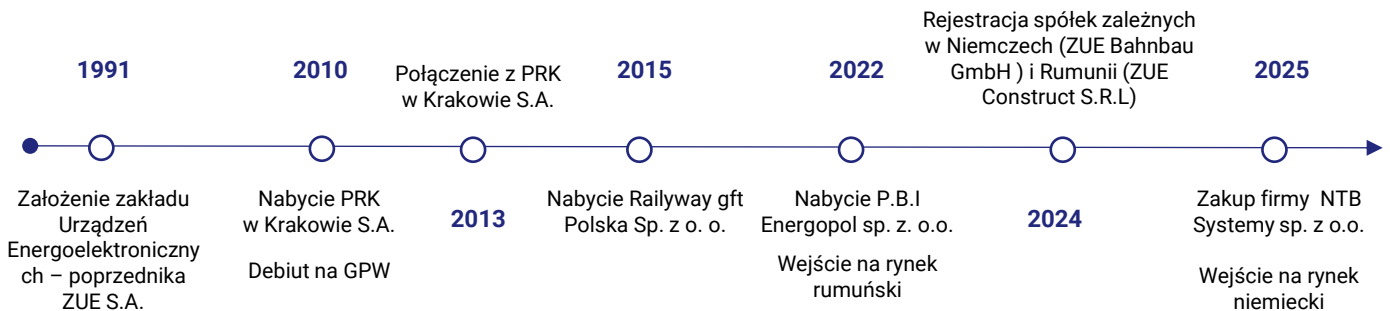 1991
Założenie zakładu
Urządzeń
Energoelektroniczny
ch – poprzednika
ZUE S.A.
2010
Nabycie PRK
w Krakowie S.A.
Debiut na GPW
Połączenie z PRK
w Krakowie S.A.
2013
2015
Nabycie Railyway gft
Polska Sp. z o. o.
2022
Nabycie P.B.I
Energopol sp. z. o.o.
Wejście na rynek
rumuński
Rejestracja spółek zależnych
w Niemczech (ZUE Bahnbau
GmbH ) i Rumunii (ZUE
Construct S.R.L)
2024
2025
Zakup firmy NTB
Systemy sp. z o.o.
Wejście na rynek
niemiecki